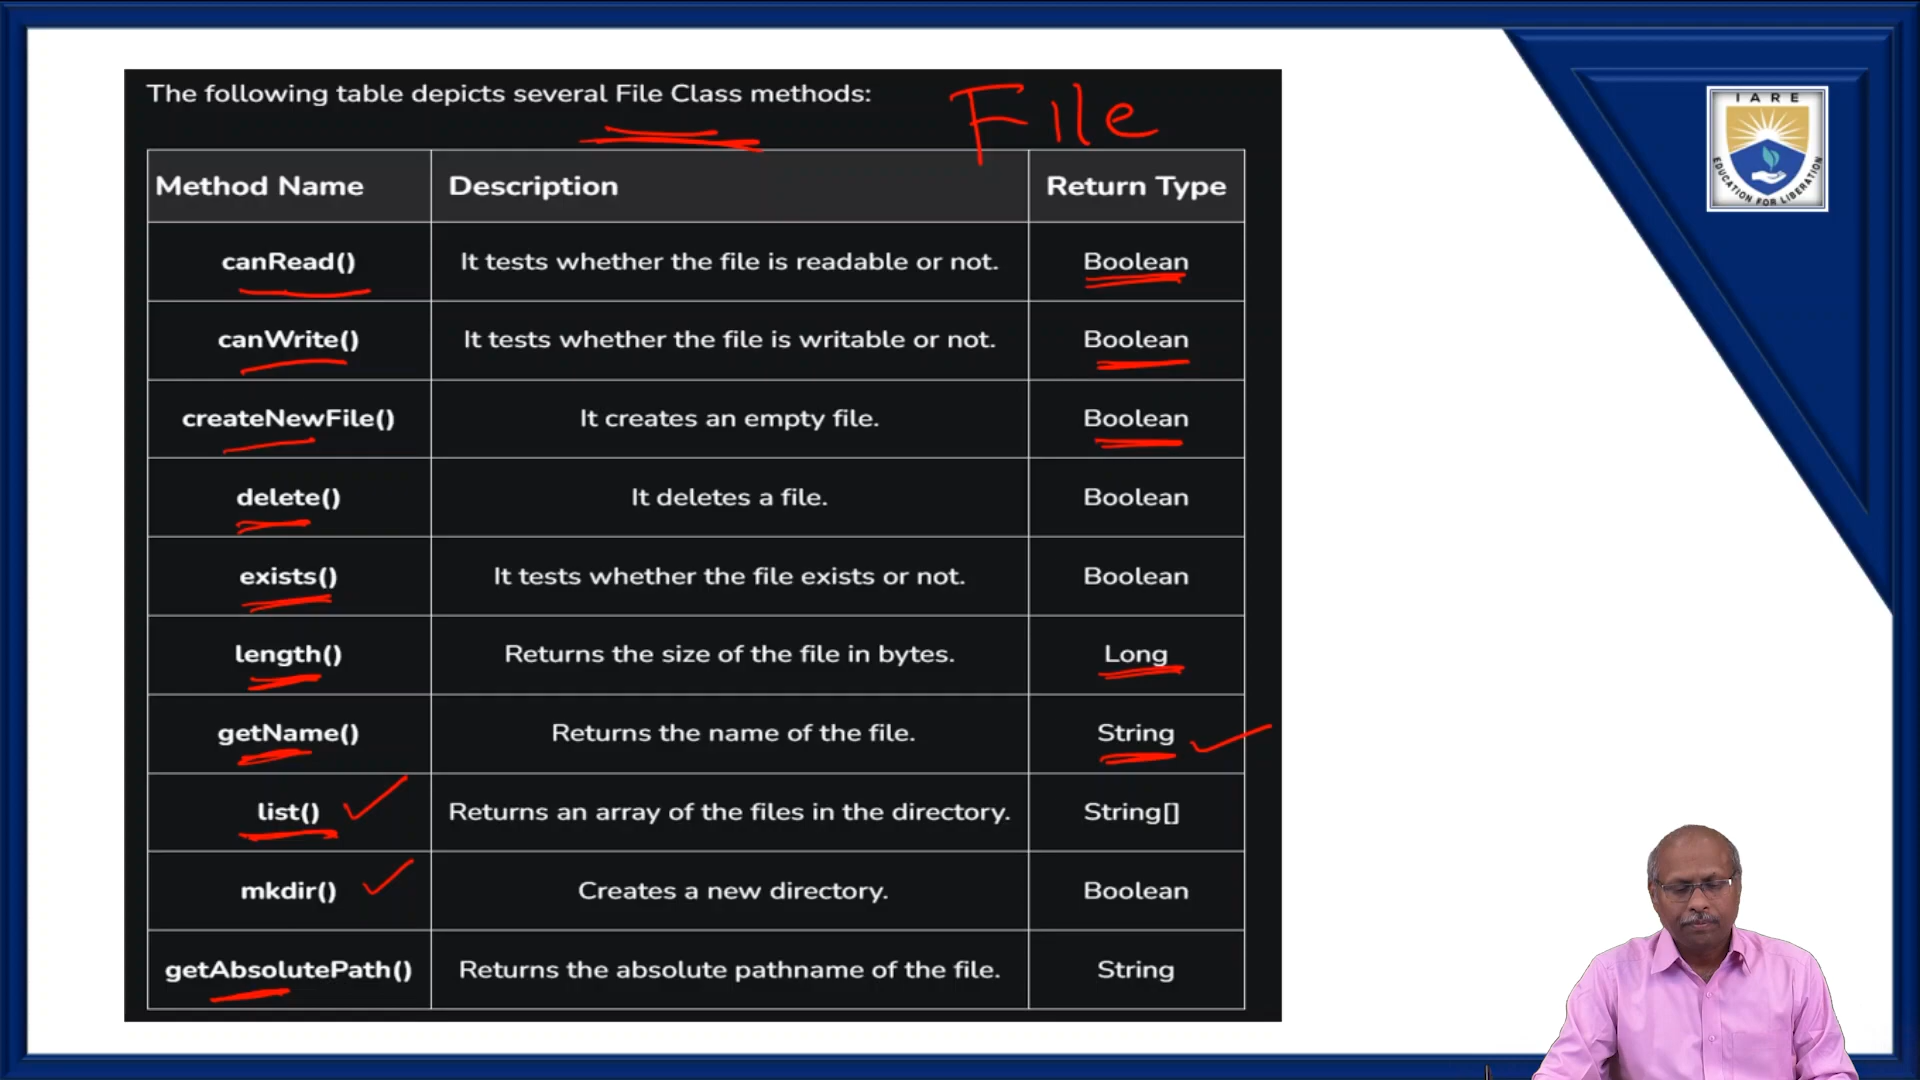 The following table depicts several File Class methods:
File
Method Name Description Return Type
canRead() It tests whether the file is readable or not. Boolean
canWrite() It tests whether the file is writable or not. Boolean
createNewFile() It creates an empty file. Boolean
delete() It deletes a file. Boolean
exists() It tests whether the file exists or not. Boolean
length() Returns the size of the file in bytes. Long
getName() Returns the name of the file. String
list() Returns an array of the files in the directory. String[]
mkdir() Creates a new directory. Boolean
getAbsolutePath() Returns the absolute pathname of the file. String
IARE
EDUCATION FOR LIBERATION